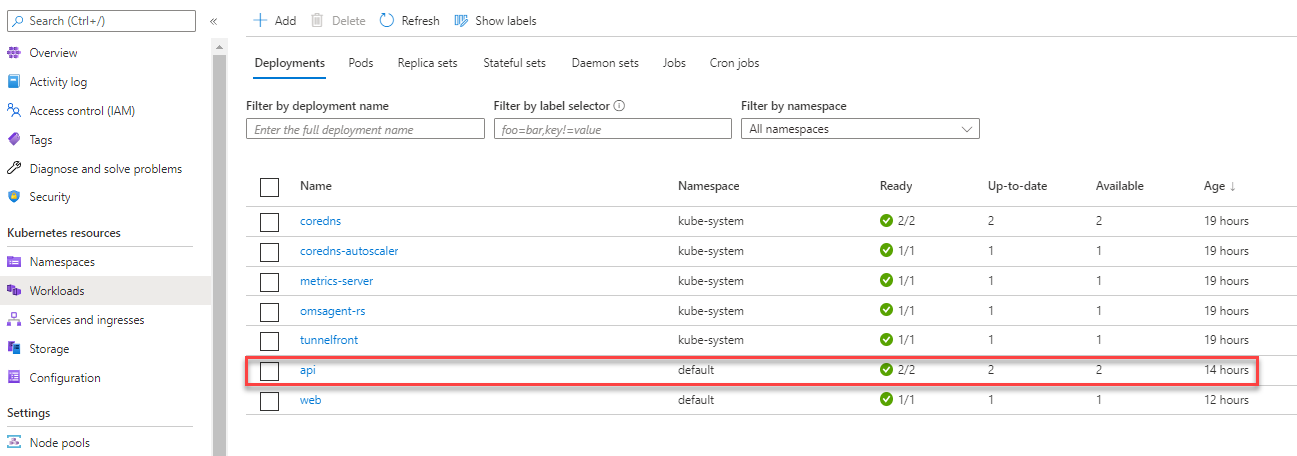 Search (Ctrl+/) «
Overview
Activity log
Access control (IAM)
Tags
Diagnose and solve problems
Security
Kubernetes resources
Namespaces
Workloads
Services and ingresses
Storage
Configuration
Settings
Node pools
Add Delete Refresh Show labels
Deployments Pods Replica sets Stateful sets Daemon sets Jobs Cron jobs
Filter by deployment name Filter by label selector Filter by namespace
Enter the full deployment name foo=bar,key!=value All namespaces
Name Namespace Ready Up-to-date Available Age ↓
coredns kube-system 2/2 2 2 19 hours
coredns-autoscaler kube-system 1/1 1 1 19 hours
metrics-server kube-system 1/1 1 1 19 hours
omsagent-rs kube-system 1/1 1 1 19 hours
tunnelfront kube-system 1/1 1 1 19 hours
api default 2/2 2 2 14 hours
web default 1/1 1 1 12 hours